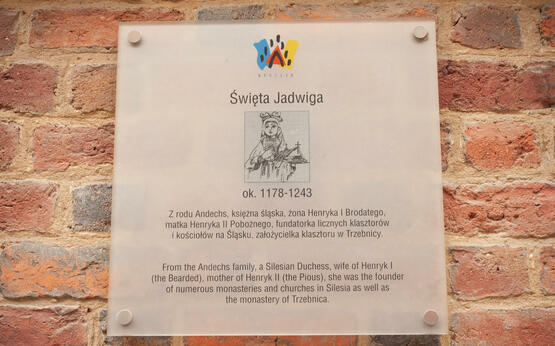 WROCŁAW
Święta Jadwiga
ok. 1178-1243
Z rodu Andechs, księżna śląska, żona Henryka I Brodatego,
matka Henryka II Pobożnego, fundatorka licznych klasztorów
i kościołów na Śląsku, założycielka klasztoru w Trzebnicy.
From the Andechs family, a Silesian Duchess, wife of Henryk I
(the Bearded), mother of Henryk II (the Pious), she was the founder
of numerous monasteries and churches in Silesia as well as
the monastery of Trzebnica.